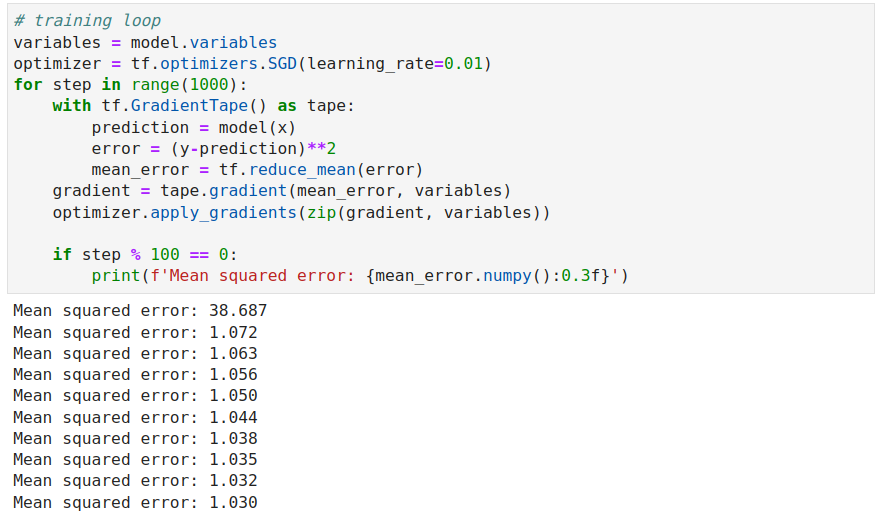 # training loop
variables = model.variables
optimizer = tf.optimizers.SGD(learning_rate=0.01)
for step in range(1000):
    with tf.GradientTape() as tape:
        prediction = model(x)
        error = (y-prediction)**2
        mean_error = tf.reduce_mean(error)
    gradient = tape.gradient(mean_error, variables)
    optimizer.apply_gradients(zip(gradient, variables))

    if step % 100 == 0:
        print(f'Mean squared error: {mean_error.numpy():0.3f}')
Mean squared error: 38.687
Mean squared error: 1.072
Mean squared error: 1.063
Mean squared error: 1.056
Mean squared error: 1.050
Mean squared error: 1.044
Mean squared error: 1.038
Mean squared error: 1.035
Mean squared error: 1.032
Mean squared error: 1.030